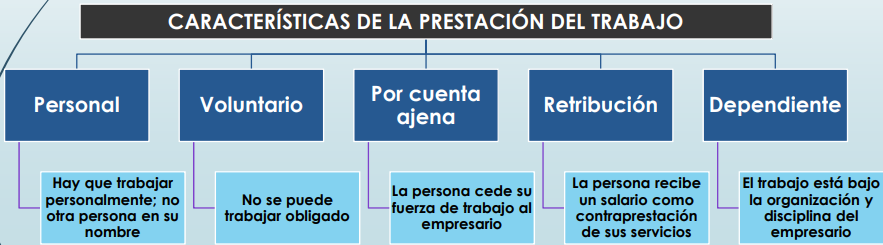 CARACTERÍSTICAS DE LA PRESTACIÓN DEL TRABAJO
Personal
Voluntario
Por cuenta
ajena
Retribución
Dependiente
Hay que trabajar
personalmente; no
otra persona en su
nombre
No se puede
trabajar obligado
La persona cede su
fuerza de trabajo al
empresario
La persona recibe
un salario como
contraprestación
de sus servicios
El trabajo está bajo
la organización y
disciplina del
empresario